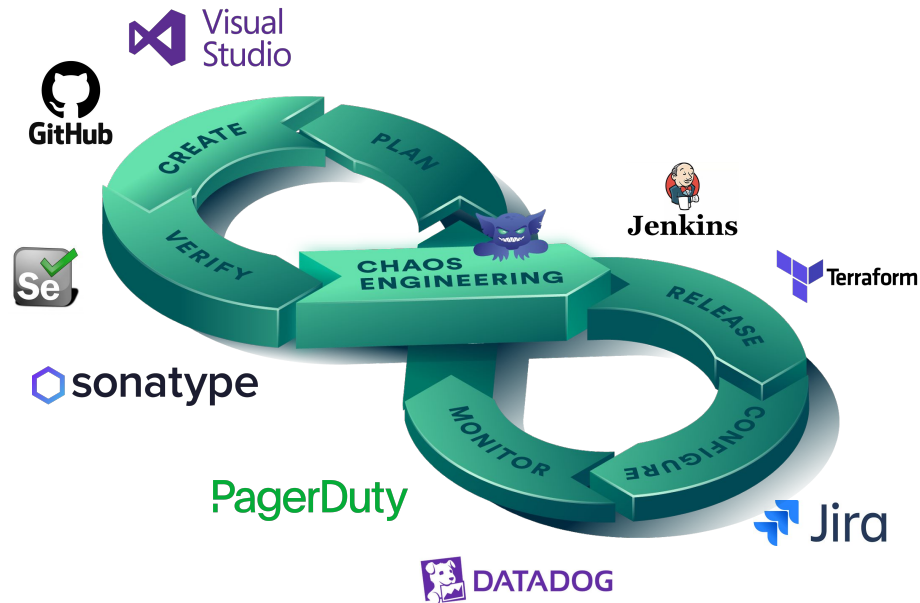 Visual
Studio
GitHub
CREATE
PLAN
Jenkins
VERIFY
CHAOS
ENGINEERING
Se
Terraform
RELEASE
sonatype
MONITOR
CONFIGURE
PagerDuty
Jira
DATADOG